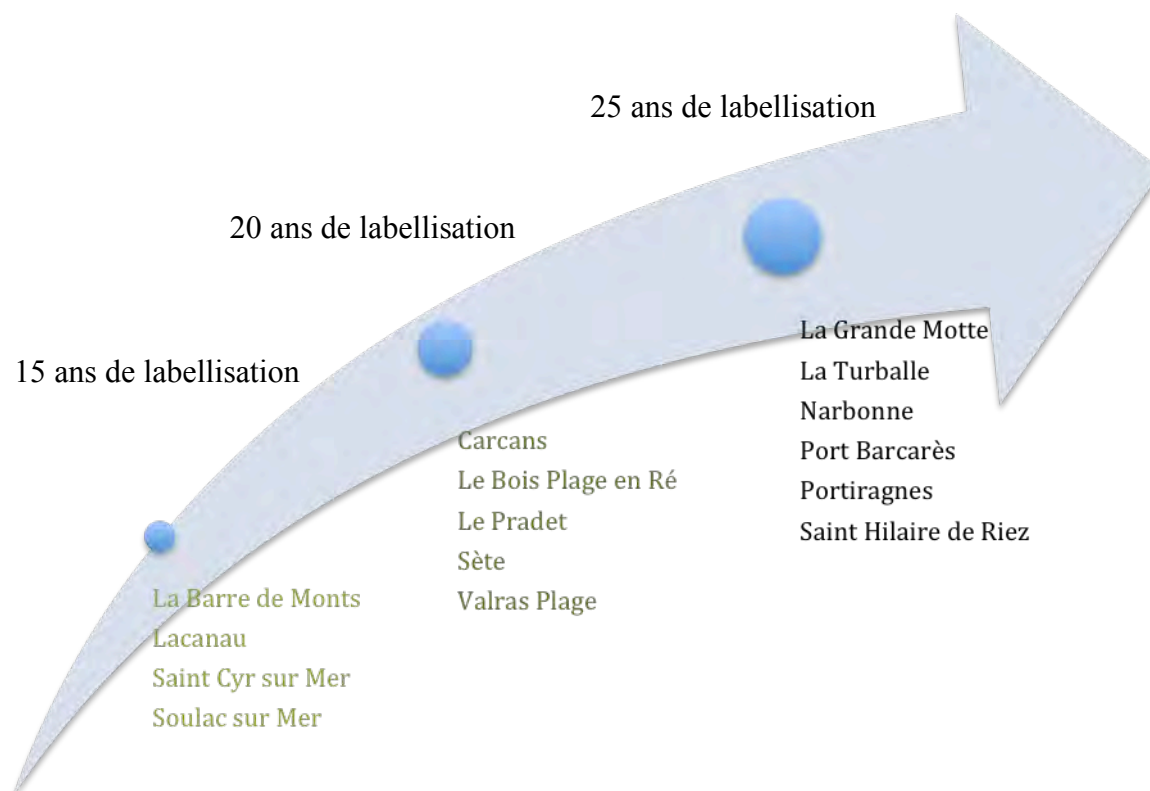 25 ans de labellisation
20 ans de labellisation
15 ans de labellisation
La Grande Motte
La Turballe
Narbonne
Port Barcarès
Portiragnes
Saint Hilaire de Riez
Carcans
Le Bois Plage en Ré
Le Pradet
Sète
Valras Plage
La Barre de Monts
Lacanau
Saint Cyr sur Mer
Soulac sur Mer